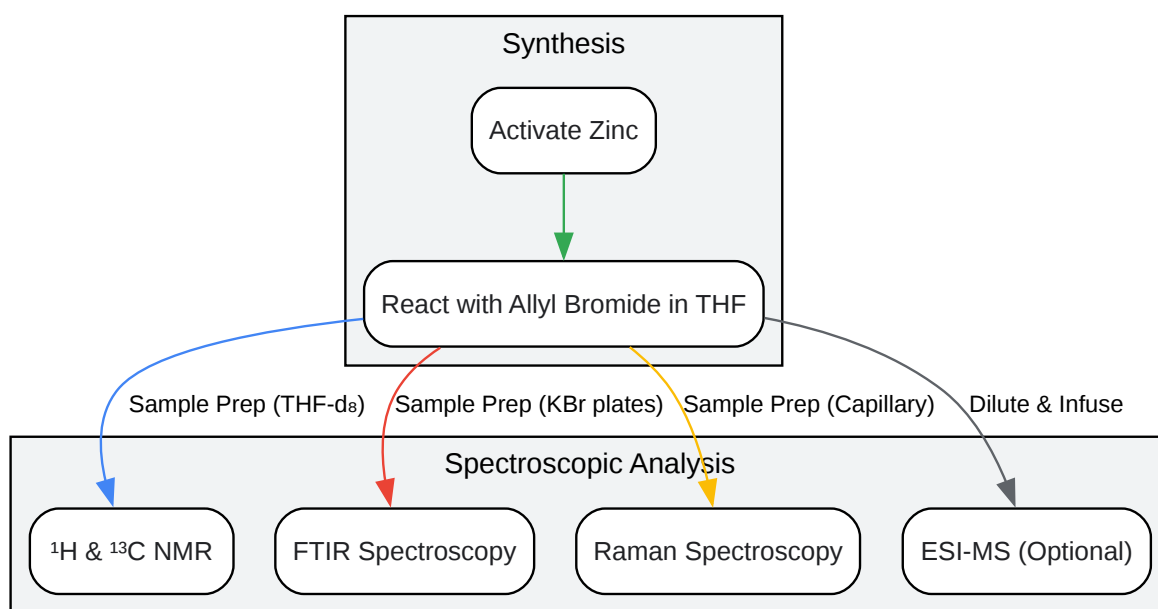 Synthesis
Activate Zinc
React with Allyl Bromide in THF
Sample Prep (THF-d₈)
Sample Prep (KBr plates)
Sample Prep (Capillary)
Dilute & Infuse
Spectroscopic Analysis
¹H & ¹³C NMR
FTIR Spectroscopy
Raman Spectroscopy
ESI-MS (Optional)